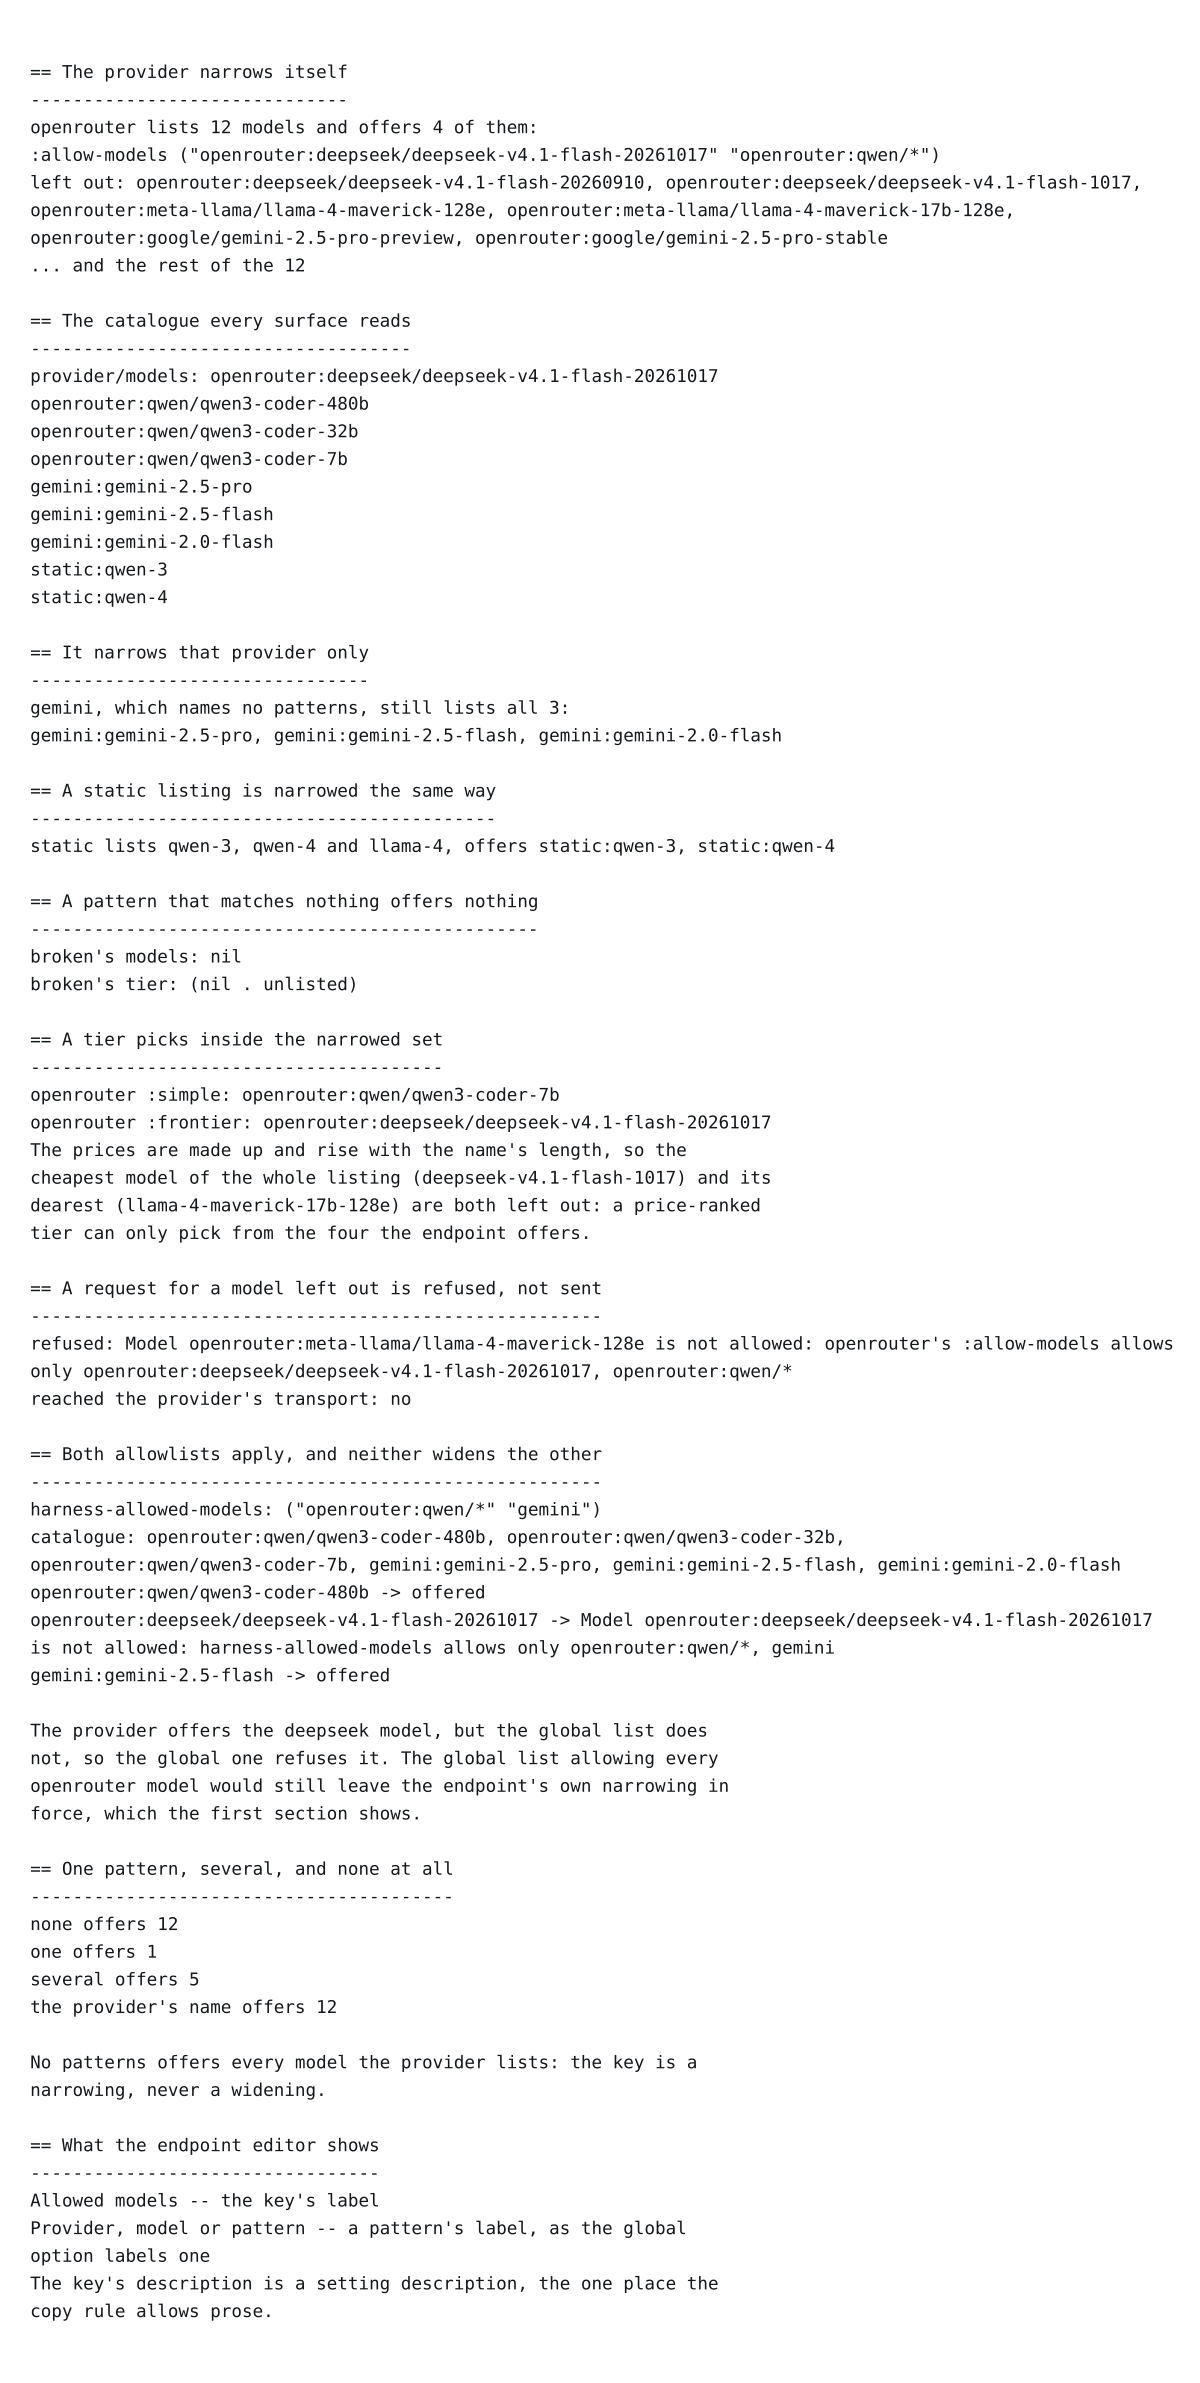 == The provider narrows itself
------------------------------
openrouter lists 12 models and offers 4 of them:
:allow-models ("openrouter:deepseek/deepseek-v4.1-flash-20261017" "openrouter:qwen/*")
left out: openrouter:deepseek/deepseek-v4.1-flash-20260910, openrouter:deepseek/deepseek-v4.1-flash-1017,
openrouter:meta-llama/llama-4-maverick-128e, openrouter:meta-llama/llama-4-maverick-17b-128e,
openrouter:google/gemini-2.5-pro-preview, openrouter:google/gemini-2.5-pro-stable
... and the rest of the 12

== The catalogue every surface reads
------------------------------------
provider/models: openrouter:deepseek/deepseek-v4.1-flash-20261017
openrouter:qwen/qwen3-coder-480b
openrouter:qwen/qwen3-coder-32b
openrouter:qwen/qwen3-coder-7b
gemini:gemini-2.5-pro
gemini:gemini-2.5-flash
gemini:gemini-2.0-flash
static:qwen-3
static:qwen-4

== It narrows that provider only
--------------------------------
gemini, which names no patterns, still lists all 3:
gemini:gemini-2.5-pro, gemini:gemini-2.5-flash, gemini:gemini-2.0-flash

== A static listing is narrowed the same way
--------------------------------------------
static lists qwen-3, qwen-4 and llama-4, offers static:qwen-3, static:qwen-4

== A pattern that matches nothing offers nothing
------------------------------------------------
broken's models: nil
broken's tier: (nil . unlisted)

== A tier picks inside the narrowed set
---------------------------------------
openrouter :simple: openrouter:qwen/qwen3-coder-7b
openrouter :frontier: openrouter:deepseek/deepseek-v4.1-flash-20261017
The prices are made up and rise with the name's length, so the
cheapest model of the whole listing (deepseek-v4.1-flash-1017) and its
dearest (llama-4-maverick-17b-128e) are both left out: a price-ranked
tier can only pick from the four the endpoint offers.

== A request for a model left out is refused, not sent
------------------------------------------------------
refused: Model openrouter:meta-llama/llama-4-maverick-128e is not allowed: openrouter's :allow-models allows
only openrouter:deepseek/deepseek-v4.1-flash-20261017, openrouter:qwen/*
reached the provider's transport: no

== Both allowlists apply, and neither widens the other
------------------------------------------------------
harness-allowed-models: ("openrouter:qwen/*" "gemini")
catalogue: openrouter:qwen/qwen3-coder-480b, openrouter:qwen/qwen3-coder-32b,
openrouter:qwen/qwen3-coder-7b, gemini:gemini-2.5-pro, gemini:gemini-2.5-flash, gemini:gemini-2.0-flash
openrouter:qwen/qwen3-coder-480b -> offered
openrouter:deepseek/deepseek-v4.1-flash-20261017 -> Model openrouter:deepseek/deepseek-v4.1-flash-20261017
is not allowed: harness-allowed-models allows only openrouter:qwen/*, gemini
gemini:gemini-2.5-flash -> offered

The provider offers the deepseek model, but the global list does
not, so the global one refuses it. The global list allowing every
openrouter model would still leave the endpoint's own narrowing in
force, which the first section shows.

== One pattern, several, and none at all
----------------------------------------
none offers 12
one offers 1
several offers 5
the provider's name offers 12

No patterns offers every model the provider lists: the key is a
narrowing, never a widening.

== What the endpoint editor shows
---------------------------------
Allowed models -- the key's label
Provider, model or pattern -- a pattern's label, as the global
option labels one
The key's description is a setting description, the one place the
copy rule allows prose.